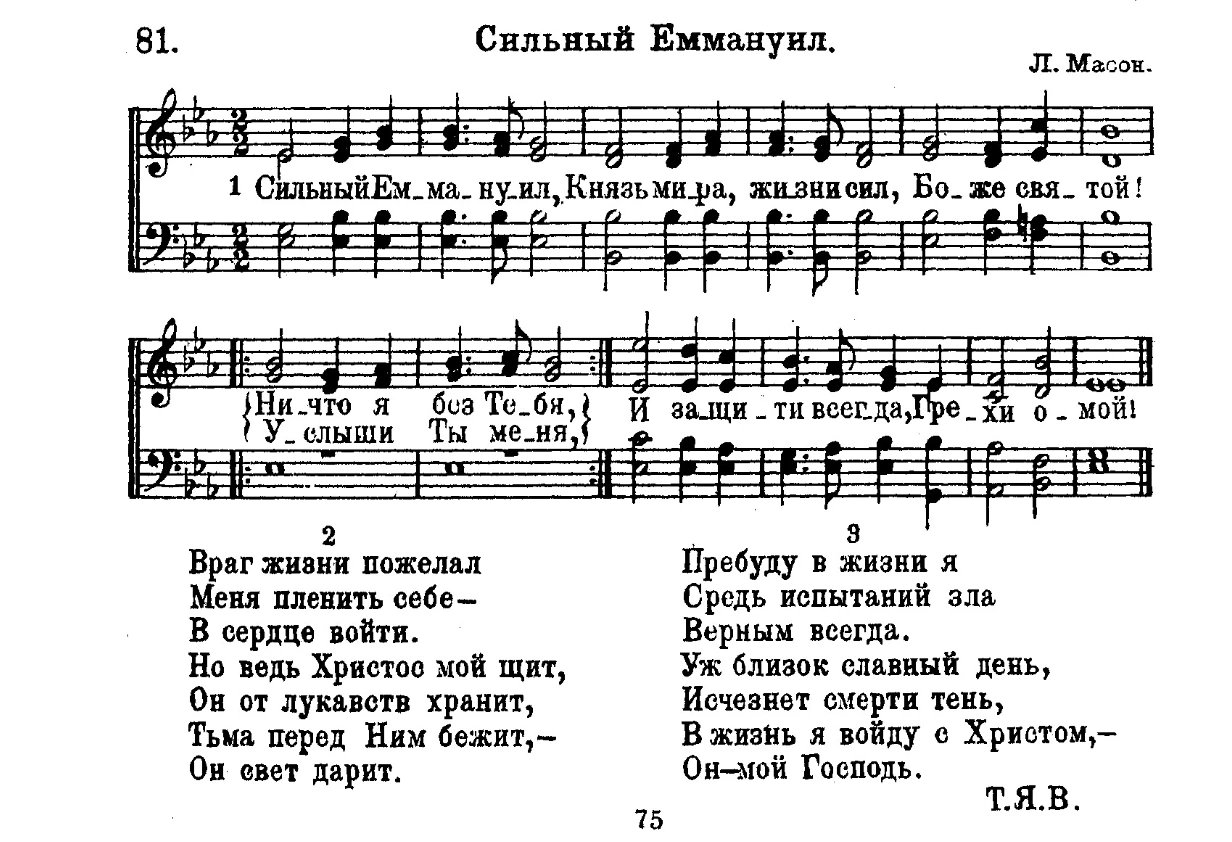 81.
Сильный Еммануил.
Л. Масон.
1 Сильный Ем-ма-ну-ил, Князь ми-ра, жи-зни сил, Бо-же свя-той!
Ни-что я без Те-бя, И за-щи-ти всег-да, Гре-хи о-мой!
У-слыши Ты ме-ня,
2
Враг жизни пожелал
Меня пленить себе—
В сердце войти.
Но ведь Христос мой щит,
Он от лукавств хранит,
Тьма перед Ним бежит,—
Он свет дарит.
3
Пребуду в жизни я
Средь испытаний зла
Верным всегда.
Уж близок славный день,
Исчезнет смерти тень,
В жизнь я войду с Христом,—
Он—мой Господь.
Т.Я.В.
75